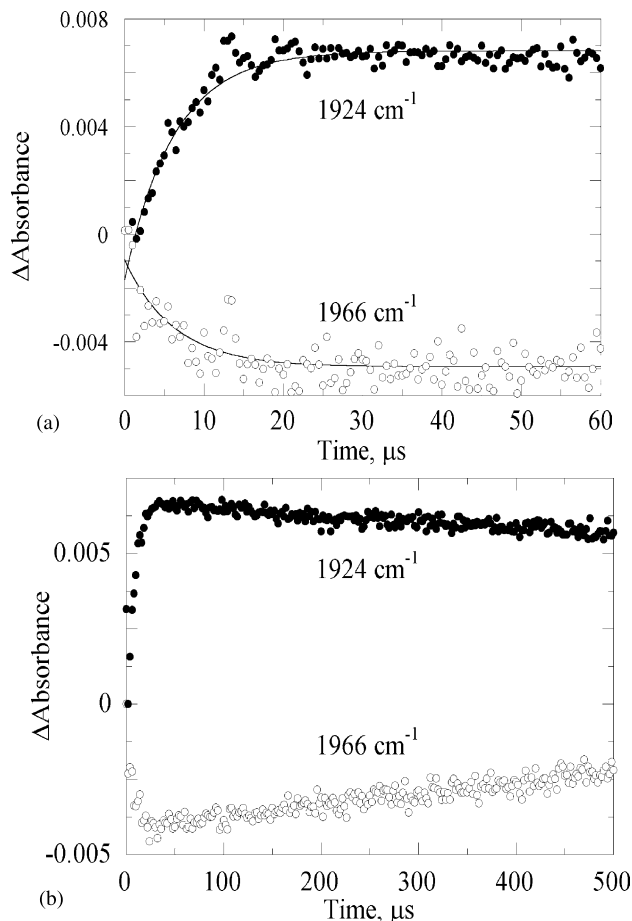 0.008
0.004
0
-0.004
ΔAbsorbance
1924 cm⁻¹
1966 cm⁻¹
0 10 20 30 40 50 60
(a)
Time, μs
0.005
0
-0.005
ΔAbsorbance
1924 cm⁻¹
1966 cm⁻¹
0 100 200 300 400 500
(b)
Time, μs